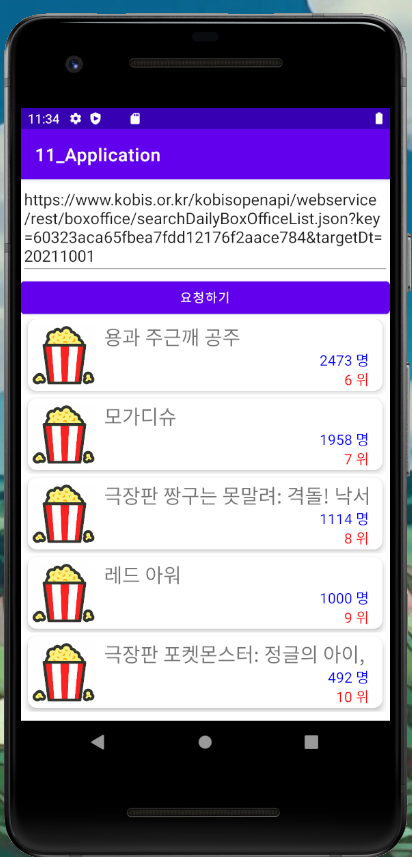 11:34
11_Application
https://www.kobis.or.kr/kobisopenapi/webservice
/rest/boxoffice/searchDailyBoxOfficeList.json?key
=60323aca65fbea7fdd12176f2aace784&targetDt=
20211001
요청하기
용과 주근깨 공주
2473 명
6 위
모가디슈
1958 명
7 위
극장판 짱구는 못말려: 격돌! 낙서
1114 명
8 위
레드 아워
1000 명
9 위
극장판 포켓몬스터: 정글의 아이,
492 명
10 위